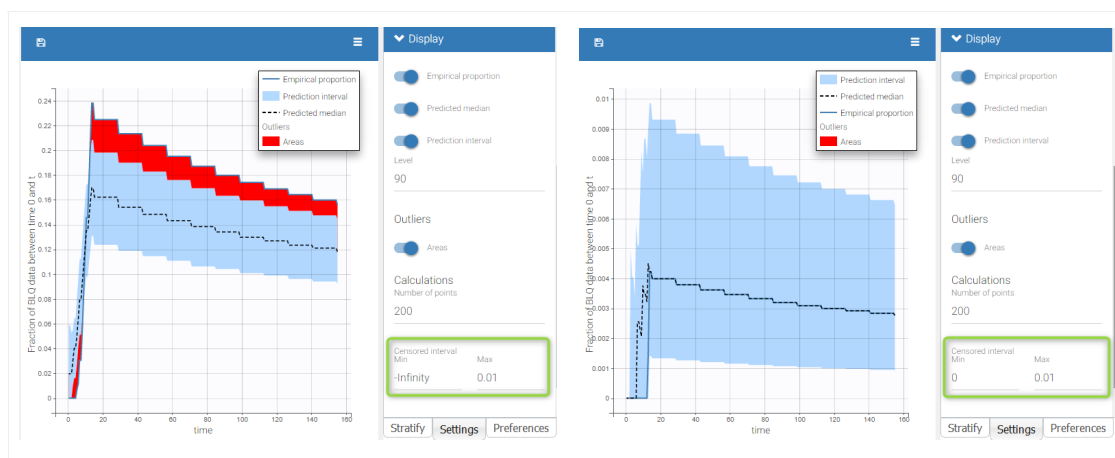 Display
Empirical proportion
Predicted median
Prediction interval
Level
90
Outliers
Areas
Calculations
Number of points
200
Censored interval
Min Max
-Infinity 0.01
Stratify Settings Preferences
Empirical proportion
Prediction interval
Predicted median
Outliers
Areas
Fraction of BLQ data between time 0 and t
0.24
0.22
0.2
0.18
0.16
0.14
0.12
0.1
0.08
0.06
0.04
0.02
0
0 20 40 60 80 100 120 140 160
time
Display
Empirical proportion
Predicted median
Prediction interval
Level
90
Outliers
Areas
Calculations
Number of points
200
Censored interval
Min Max
0 0.01
Stratify Settings Preferences
Prediction interval
Predicted median
Empirical proportion
Outliers
Areas
Fraction of BLQ data between time 0 and t
0.01
0.009
0.008
0.007
0.006
0.005
0.004
0.003
0.002
0.001
0
0 20 40 60 80 100 120 140 160
time